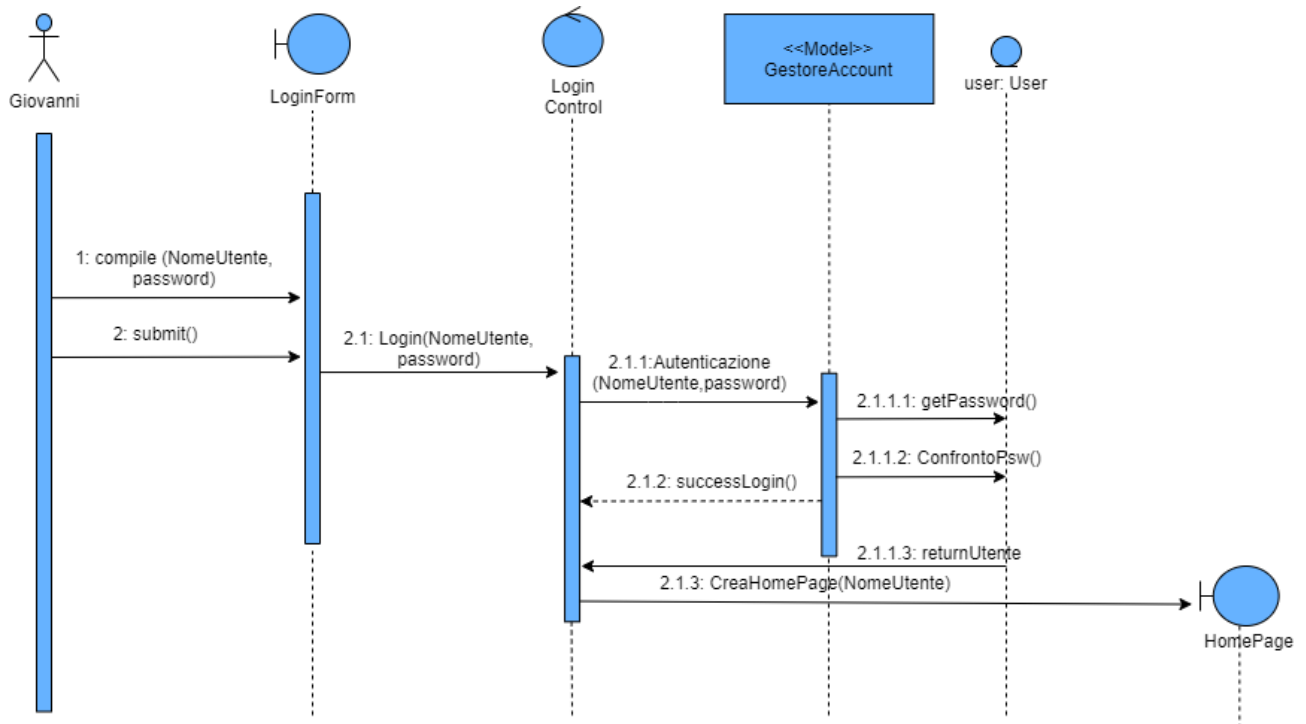 Giovanni
LoginForm
Login
Control
<<Model>>
GestoreAccount
user: User
1: compile (NomeUtente,
password)
2: submit()
2.1: Login(NomeUtente,
password)
2.1.1:Autenticazione
(NomeUtente,password)
2.1.1.1: getPassword()
2.1.1.2: ConfrontoPsw()
2.1.2: successLogin()
2.1.1.3: returnUtente
2.1.3: CreaHomePage(NomeUtente)
HomePage